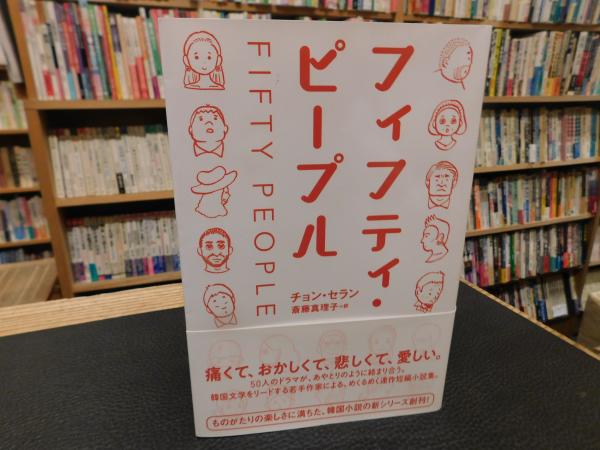 フィフティ・
ピープル
FIFTY PEOPLE
チョン・セラン
斎藤真理子=訳
痛くて、おかしくて、悲しくて、愛しい。
50人のドラマが、あやとりのように絡まり合う。
韓国文学をリードする若手作家による、めくるめく連作短編小説集。
ものがたりの楽しさに満ちた、韓国小説の新シリーズ創刊!